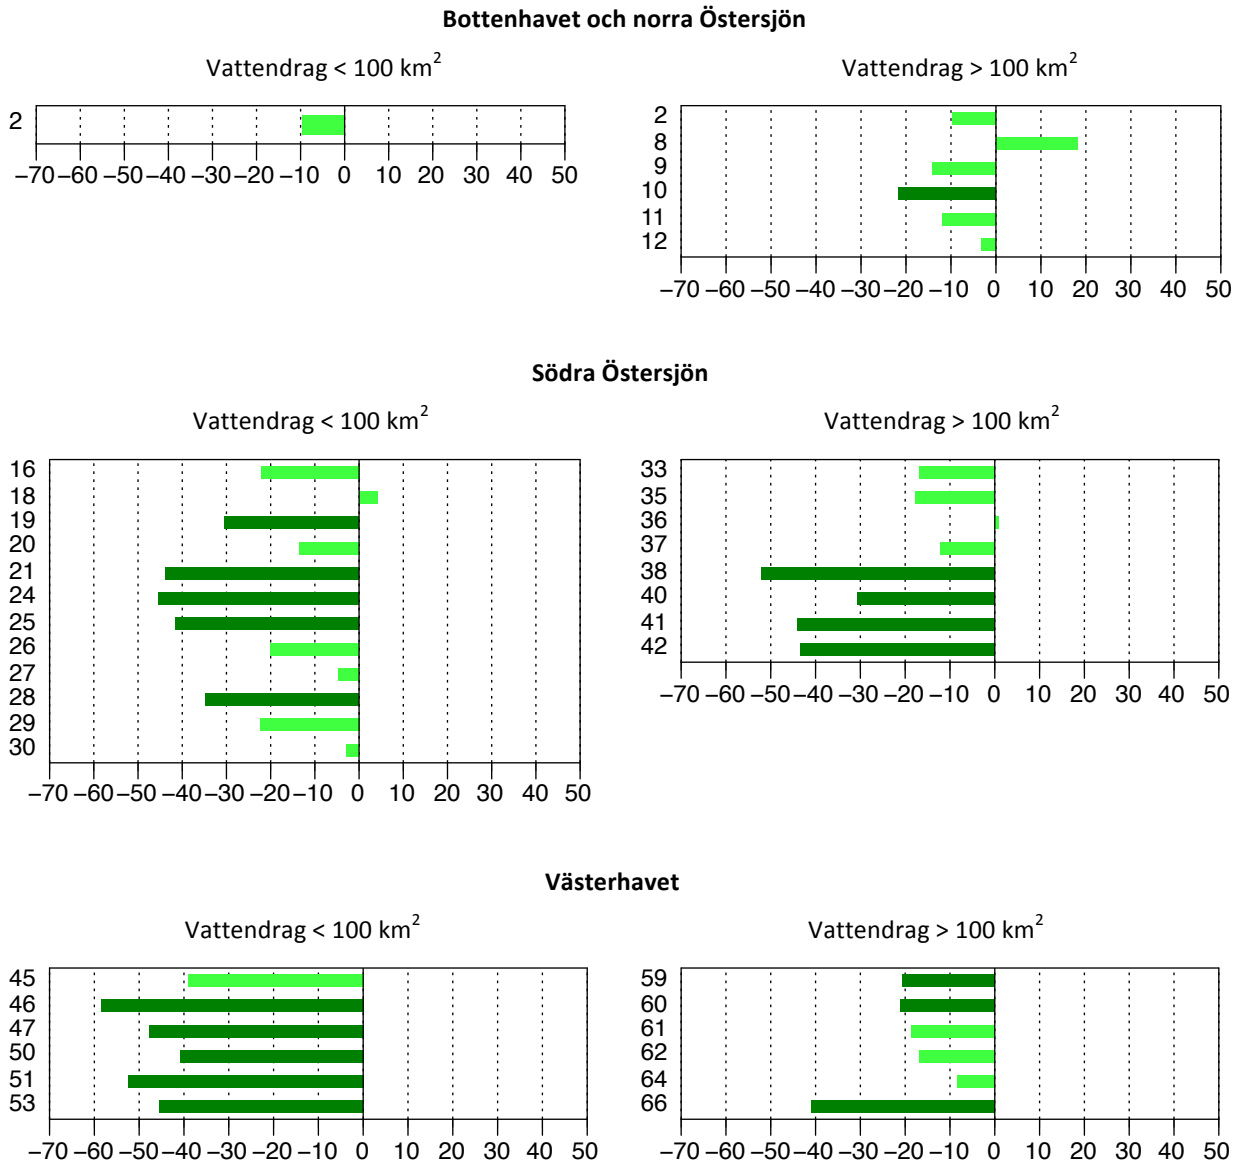 Bottenhavet och norra Östersjön
Vattendrag < 100 km²
2
−70 −60 −50 −40 −30 −20 −10 0 10 20 30 40 50
Vattendrag > 100 km²
2
8
9
10
11
12
−70 −60 −50 −40 −30 −20 −10 0 10 20 30 40 50
Södra Östersjön
Vattendrag < 100 km²
16
18
19
20
21
24
25
26
27
28
29
30
−70 −60 −50 −40 −30 −20 −10 0 10 20 30 40 50
Vattendrag > 100 km²
33
35
36
37
38
40
41
42
−70 −60 −50 −40 −30 −20 −10 0 10 20 30 40 50
Västerhavet
Vattendrag < 100 km²
45
46
47
50
51
53
−70 −60 −50 −40 −30 −20 −10 0 10 20 30 40 50
Vattendrag > 100 km²
59
60
61
62
64
66
−70 −60 −50 −40 −30 −20 −10 0 10 20 30 40 50